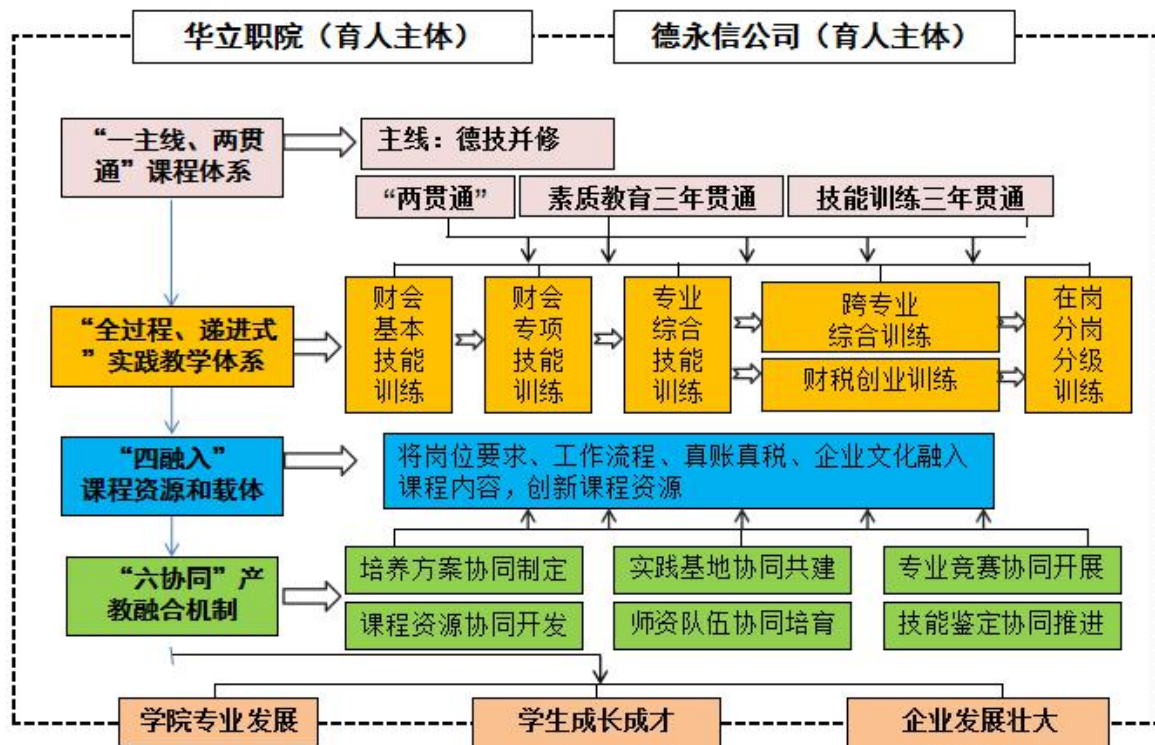 华立职院（育人主体）
德永信公司（育人主体）
“一主线、两贯
通”课程体系
主线：德技并修
“两贯通”
素质教育三年贯通
技能训练三年贯通
“全过程、递进式
”实践教学体系
财会
基本
技能
训练
财会
专项
技能
训练
专业
综合
技能
训练
跨专业
综合训练
财税创业训练
在岗
分岗
分级
训练
“四融入”
课程资源和载体
将岗位要求、工作流程、真账真税、企业文化融入
课程内容，创新课程资源
“六协同”产
教融合机制
培养方案协同制定
实践基地协同共建
专业竞赛协同开展
课程资源协同开发
师资队伍协同培育
技能鉴定协同推进
学院专业发展
学生成长成才
企业发展壮大